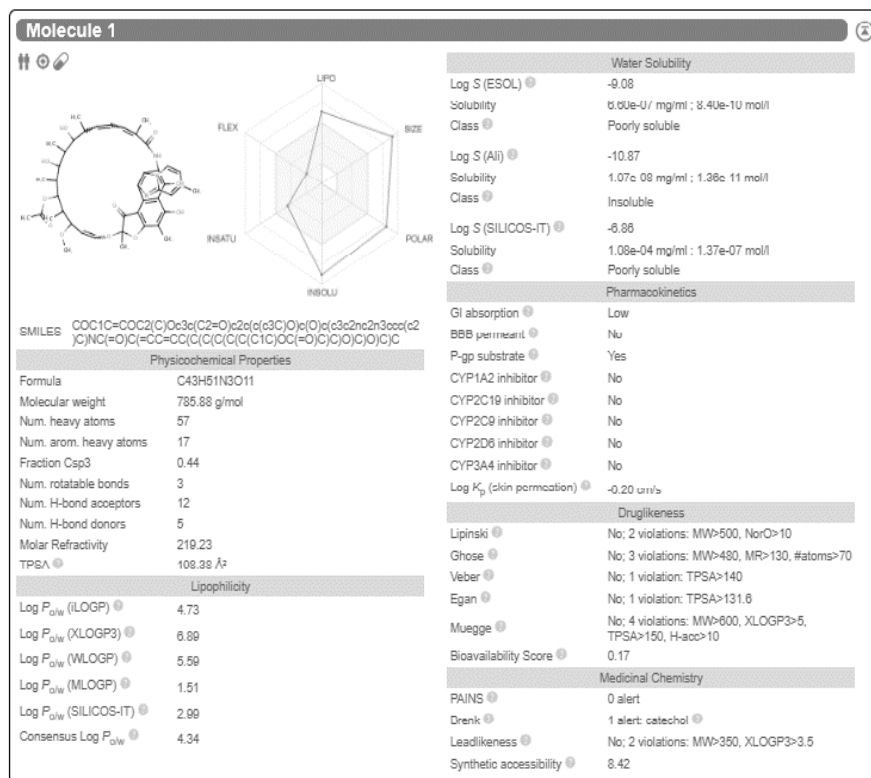 Molecule 1
LIPO
FLEX
SIZE
INSATU
POLAR
INSOLU
SMILES COC1C=COC2(C)Oc3c(C2=O)c2c(c(c3C)O)c(O)c(c3c2nc2n3ccc(c2
)C)NC(=O)C(=CC=CC(C(C(C(C(C(C1C)OC(=O)C)C)O)C)O)C)C
Physicochemical Properties
Formula C43H51N3O11
Molecular weight 785.88 g/mol
Num. heavy atoms 57
Num. arom. heavy atoms 17
Fraction Csp3 0.44
Num. rotatable bonds 3
Num. H-bond acceptors 12
Num. H-bond donors 5
Molar Refractivity 219.23
TPSA 108.38 Å²
Lipophilicity
Log Po/w (iLOGP) 4.73
Log Po/w (XLOGP3) 6.89
Log Po/w (WLOGP) 5.59
Log Po/w (MLOGP) 1.51
Log Po/w (SILICOS-IT) 2.99
Consensus Log Po/w 4.34
Water Solubility
Log S (ESOL) -9.08
Solubility 6.60e-07 mg/ml ; 8.40e-10 mol/l
Class Poorly soluble
Log S (Ali) -10.87
Solubility 1.07e-08 mg/ml ; 1.36e-11 mol/l
Class Insoluble
Log S (SILICOS-IT) -6.86
Solubility 1.08e-04 mg/ml ; 1.37e-07 mol/l
Class Poorly soluble
Pharmacokinetics
GI absorption Low
BBB permeant No
P-gp substrate Yes
CYP1A2 inhibitor No
CYP2C19 inhibitor No
CYP2C9 inhibitor No
CYP2D6 inhibitor No
CYP3A4 inhibitor No
Log Kp (skin permeation) -6.20 cm/s
Druglikeness
Lipinski No; 2 violations: MW>500, NorO>10
Ghose No; 3 violations: MW>480, MR>130, #atoms>70
Veber No; 1 violation: TPSA>140
Egan No; 1 violation: TPSA>131.6
Muegge No; 4 violations: MW>600, XLOGP3>5,
TPSA>150, H-acc>10
Bioavailability Score 0.17
Medicinal Chemistry
PAINS 0 alert
Brenk 1 alert: catechol
Leadlikeness No; 2 violations: MW>350, XLOGP3>3.5
Synthetic accessibility 8.42